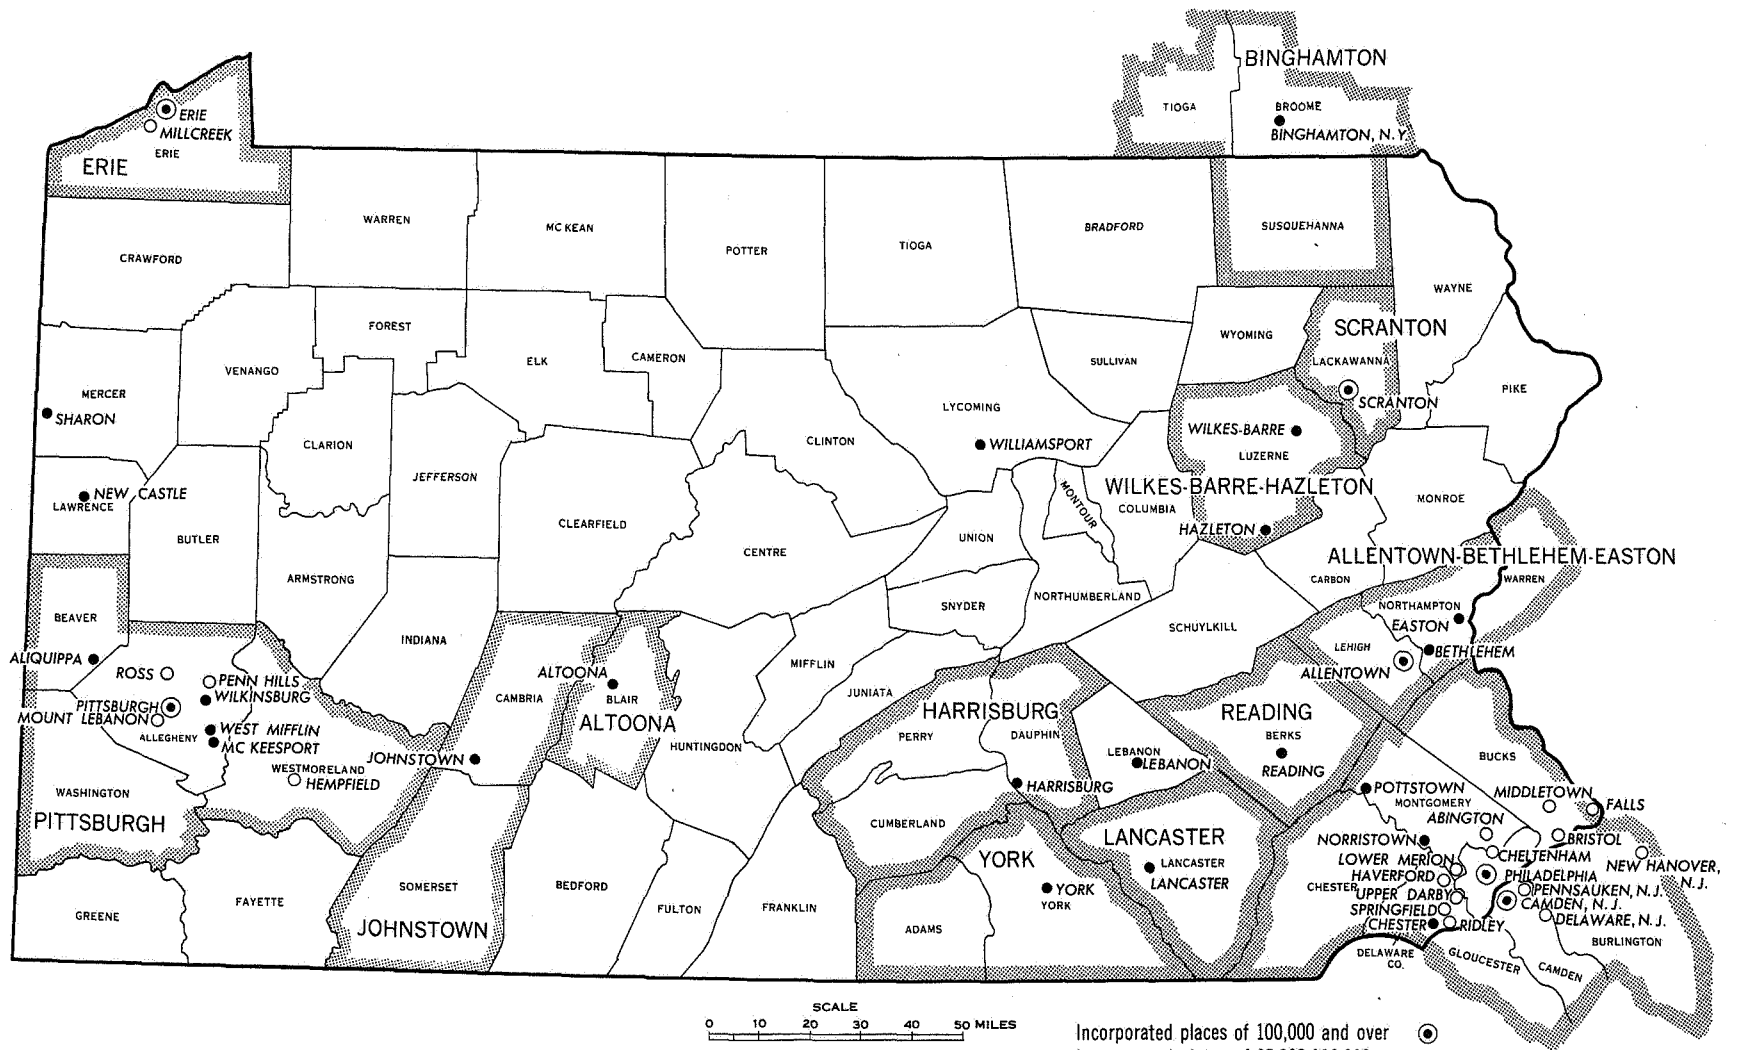 BINGHAMTON
TIOGA
BROOME
BINGHAMTON, N.Y.
ERIE
MILLCREEK
ERIE
ERIE
WARREN
MC KEAN
POTTER
TIOGA
BRADFORD
SUSQUEHANNA
CRAWFORD
WAYNE
FOREST
SCRANTON
WYOMING
ELK
CAMERON
SULLIVAN
LACKAWANNA
VENANGO
MERCER
PIKE
SHARON
SCRANTON
LYCOMING
CLARION
CLINTON
WILLIAMSPORT
WILKES-BARRE
LUZERNE
JEFFERSON
WILKES-BARRE-HAZLETON
NEW CASTLE
LAWRENCE
MONTOUR
COLUMBIA
MONROE
CLEARFIELD
HAZLETON
BUTLER
UNION
CENTRE
ALLENTOWN-BETHLEHEM-EASTON
ARMSTRONG
CARBON
WARREN
BEAVER
SNYDER
NORTHUMBERLAND
NORTHAMPTON
EASTON
SCHUYLKILL
INDIANA
LEHIGH
BETHLEHEM
ALIQUIPPA
MIFFLIN
ROSS
PENN HILLS
ALTOONA
ALLENTOWN
WILKINSBURG
CAMBRIA
BLAIR
JUNIATA
PITTSBURGH
MOUNT LEBANON
ALTOONA
HARRISBURG
READING
WEST MIFFLIN
ALLEGHENY
MC KEESPORT
HUNTINGDON
PERRY
DAUPHIN
BERKS
JOHNSTOWN
LEBANON
LEBANON
BUCKS
WESTMORELAND
HEMPFIELD
READING
HARRISBURG
POTTSTOWN
MIDDLETOWN
WASHINGTON
MONTGOMERY
FALLS
PITTSBURGH
CUMBERLAND
ABINGTON
LANCASTER
NORRISTOWN
BRISTOL
YORK
LOWER MERION
CHELTENHAM
LANCASTER
NEW HANOVER,
N.J.
HAVERFORD
PHILADELPHIA
SOMERSET
BEDFORD
YORK
LANCASTER
CHESTER
UPPER DARBY
PENNSAUKEN, N.J.
YORK
FAYETTE
CAMDEN, N.J.
FULTON
FRANKLIN
SPRINGFIELD
GREENE
DELAWARE, N.J.
CHESTER
RIDLEY
JOHNSTOWN
ADAMS
BURLINGTON
DELAWARE
CO.
GLOUCESTER
CAMDEN
SCALE
0 10 20 30 40 50 MILES
Incorporated places of 100,000 and over